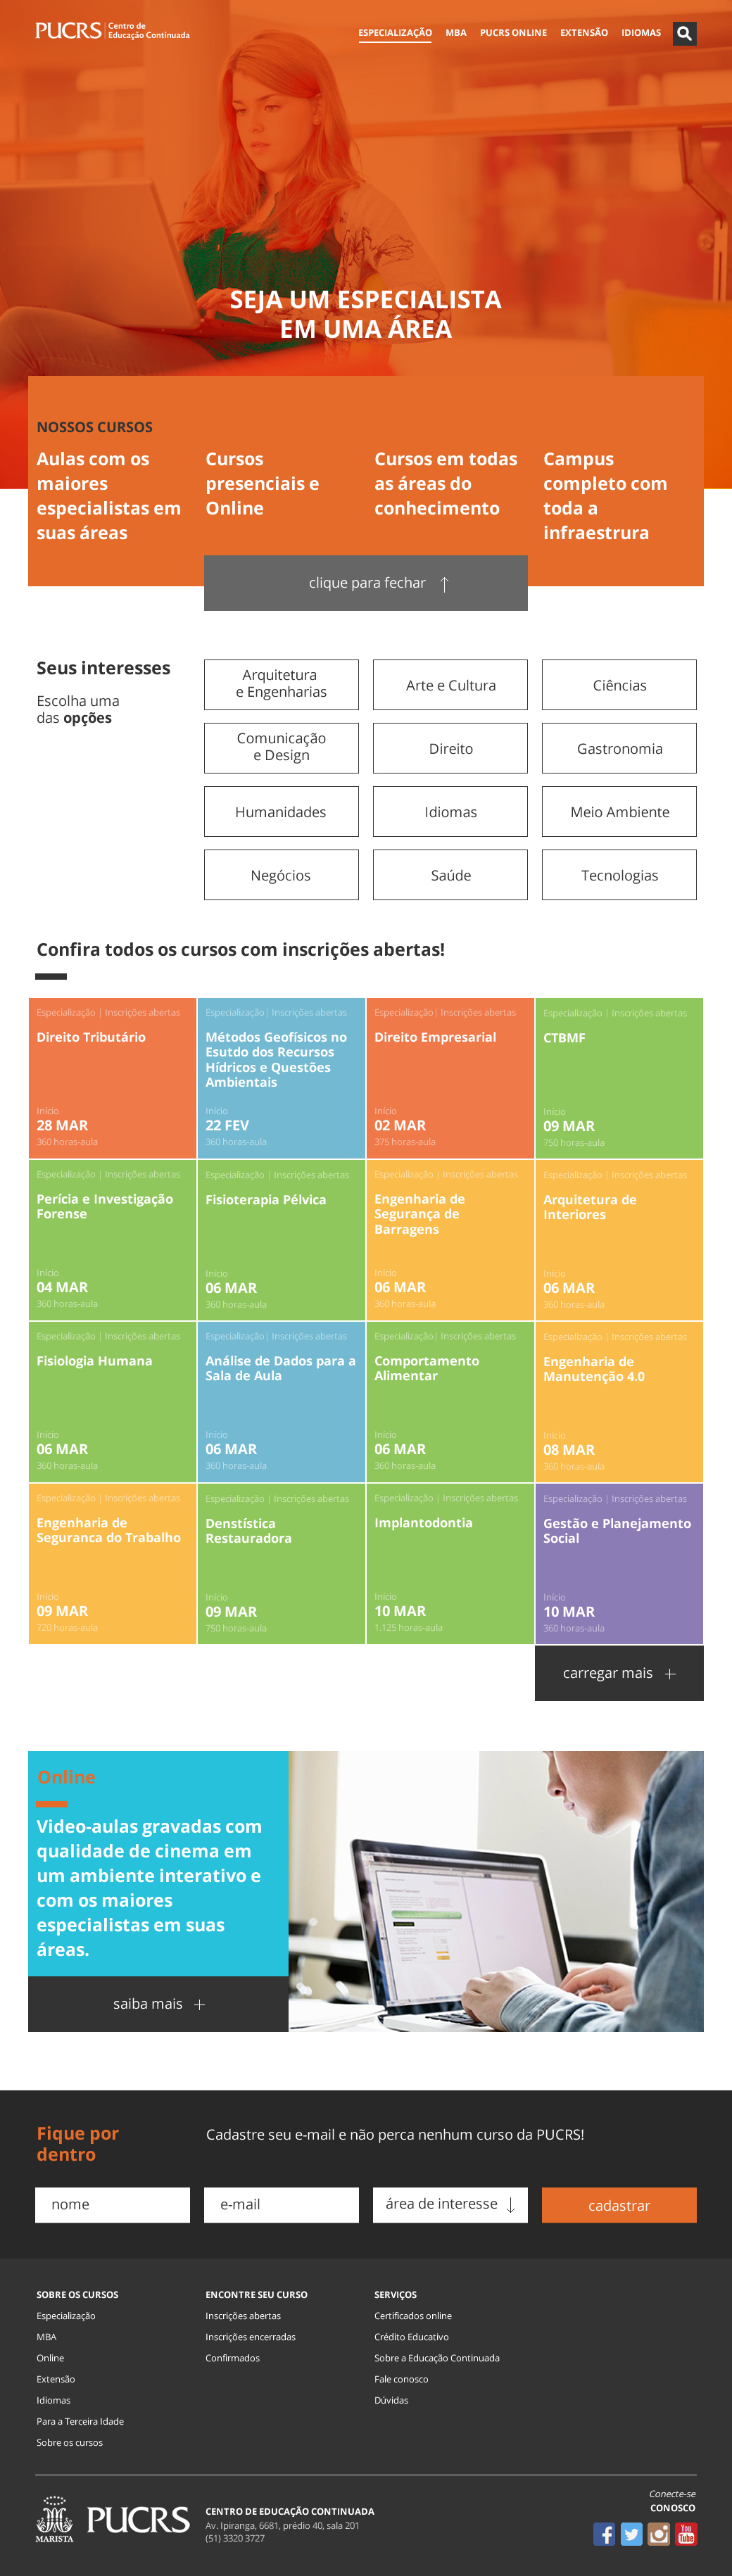 PUCRS Centro de
Educação Continuada
ESPECIALIZAÇÃO MBA PUCRS ONLINE EXTENSÃO IDIOMAS
SEJA UM ESPECIALISTA
EM UMA ÁREA
NOSSOS CURSOS
Aulas com os
maiores
especialistas em
suas áreas
Cursos
presenciais e
Online
Cursos em todas
as áreas do
conhecimento
Campus
completo com
toda a
infraestrura
clique para fechar ↑
Seus interesses
Escolha uma
das opções
Arquitetura
e Engenharias
Arte e Cultura
Ciências
Comunicação
e Design
Direito
Gastronomia
Humanidades
Idiomas
Meio Ambiente
Negócios
Saúde
Tecnologias
Confira todos os cursos com inscrições abertas!
Especialização | Inscrições abertas
Direito Tributário
Início
28 MAR
360 horas-aula
Especialização| Inscrições abertas
Métodos Geofísicos no
Esutdo dos Recursos
Hídricos e Questões
Ambientais
Início
22 FEV
360 horas-aula
Especialização| Inscrições abertas
Direito Empresarial
Início
02 MAR
375 horas-aula
Especialização | Inscrições abertas
CTBMF
Início
09 MAR
750 horas-aula
Especialização | Inscrições abertas
Perícia e Investigação
Forense
Início
04 MAR
360 horas-aula
Especialização | Inscrições abertas
Fisioterapia Pélvica
Início
06 MAR
360 horas-aula
Especialização | Inscrições abertas
Engenharia de
Segurança de
Barragens
Início
06 MAR
360 horas-aula
Especialização | Inscrições abertas
Arquitetura de
Interiores
Início
06 MAR
360 horas-aula
Especialização | Inscrições abertas
Fisiologia Humana
Início
06 MAR
360 horas-aula
Especialização| Inscrições abertas
Análise de Dados para a
Sala de Aula
Início
06 MAR
360 horas-aula
Especialização| Inscrições abertas
Comportamento
Alimentar
Início
06 MAR
360 horas-aula
Especialização | Inscrições abertas
Engenharia de
Manutenção 4.0
Início
08 MAR
360 horas-aula
Especialização | Inscrições abertas
Engenharia de
Seguranca do Trabalho
Início
09 MAR
720 horas-aula
Especialização | Inscrições abertas
Denstística
Restauradora
Início
09 MAR
750 horas-aula
Especialização | Inscrições abertas
Implantodontia
Início
10 MAR
1.125 horas-aula
Especialização | Inscrições abertas
Gestão e Planejamento
Social
Início
10 MAR
360 horas-aula
carregar mais +
Online
Video-aulas gravadas com
qualidade de cinema em
um ambiente interativo e
com os maiores
especialistas em suas
áreas.
saiba mais +
Fique por
dentro
Cadastre seu e-mail e não perca nenhum curso da PUCRS!
nome
e-mail
área de interesse ↓
cadastrar
SOBRE OS CURSOS
Especialização
MBA
Online
Extensão
Idiomas
Para a Terceira Idade
Sobre os cursos
ENCONTRE SEU CURSO
Inscrições abertas
Inscrições encerradas
Confirmados
SERVIÇOS
Certificados online
Crédito Educativo
Sobre a Educação Continuada
Fale conosco
Dúvidas
MARISTA
PUCRS
CENTRO DE EDUCAÇÃO CONTINUADA
Av. Ipiranga, 6681, prédio 40, sala 201
(51) 3320 3727
Conecte-se
CONOSCO
You
Tube